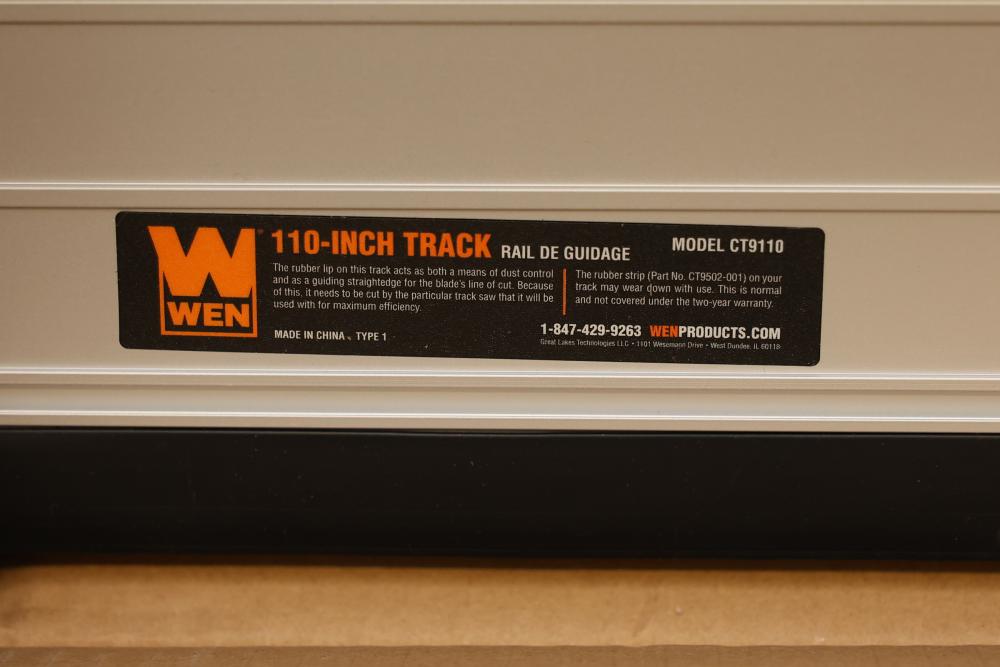 W
WEN
110-INCH TRACK RAIL DE GUIDAGE
MODEL CT9110
The rubber lip on this track acts as both a means of dust control
and as a guiding straightedge for the blade's line of cut. Because
of this, it needs to be cut by the particular track saw that it will be
used with for maximum efficiency.
The rubber strip (Part No. CT9502-001) on your
track may wear down with use. This is normal
and not covered under the two-year warranty.
MADE IN CHINA, TYPE 1
1-847-429-9263 WENPRODUCTS.COM
Great Lakes Technologies LLC • 1101 Wesemann Drive • West Dundee, IL 60118